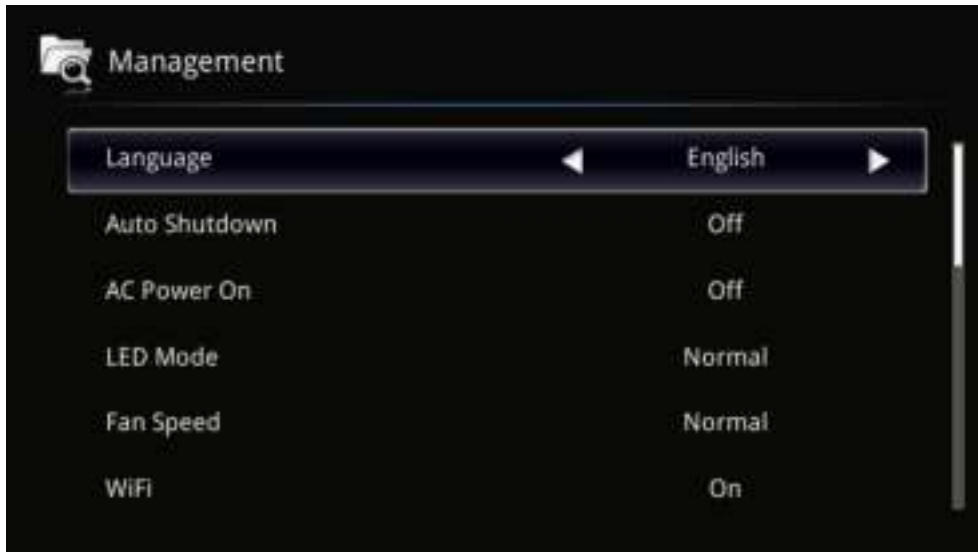 Management
Language English
Auto Shutdown Off
AC Power On Off
LED Mode Normal
Fan Speed Normal
WiFi On